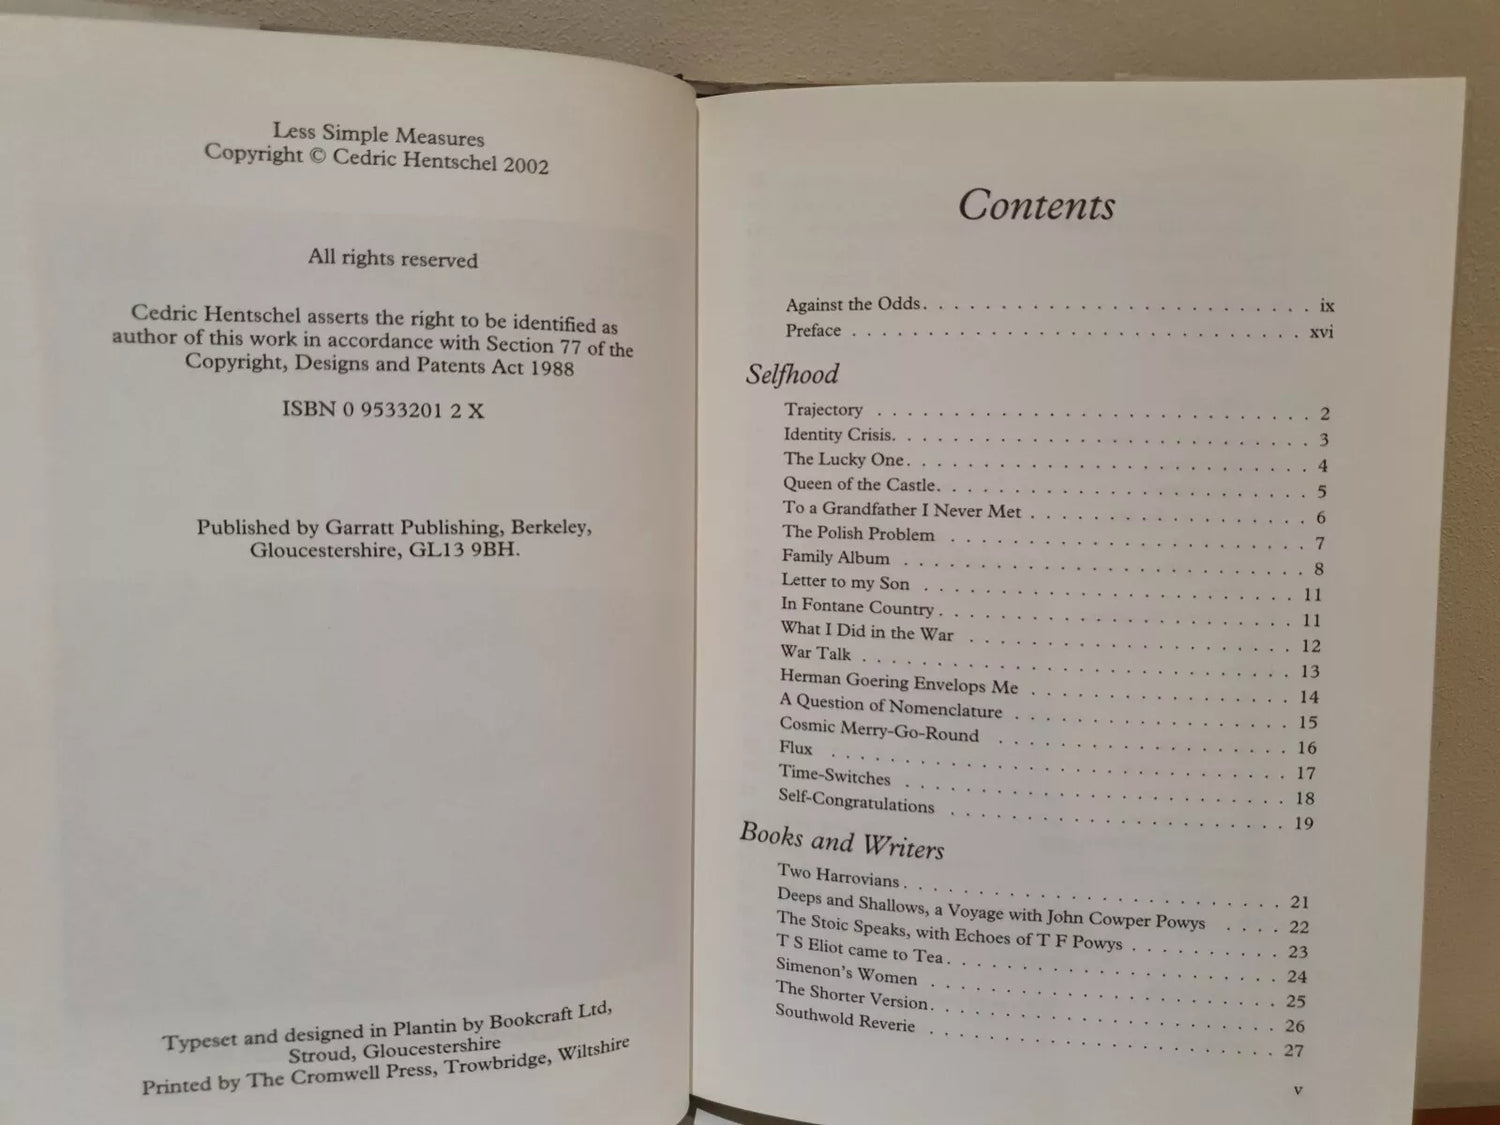 Less Simple Measures
Copyright © Cedric Hentschel 2002
All rights reserved
Cedric Hentschel asserts the right to be identified as
author of this work in accordance with Section 77 of the
Copyright, Designs and Patents Act 1988
ISBN 0 9533201 2 X
Published by Garratt Publishing, Berkeley,
Gloucestershire, GL13 9BH.
Typeset and designed in Plantin by Bookcraft Ltd,
Stroud, Gloucestershire
Printed by The Cromwell Press, Trowbridge, Wiltshire
Contents
Against the Odds . . . . . . . . . . . . . . . . . . . . . ix
Preface . . . . . . . . . . . . . . . . . . . . . xvi
Selfhood
Trajectory . . . . . . . . . . . . . . . . . . . . . 2
Identity Crisis. . . . . . . . . . . . . . . . . . . . . 3
The Lucky One . . . . . . . . . . . . . . . . . . . . . 4
Queen of the Castle. . . . . . . . . . . . . . . . . . . . . 5
To a Grandfather I Never Met . . . . . . . . . . . . . . . 6
The Polish Problem . . . . . . . . . . . . . . . . . . . . 7
Family Album . . . . . . . . . . . . . . . . . . . . . 8
Letter to my Son . . . . . . . . . . . . . . . . . . . . . 11
In Fontane Country . . . . . . . . . . . . . . . . . . . . 11
What I Did in the War . . . . . . . . . . . . . . . . . . . 12
War Talk . . . . . . . . . . . . . . . . . . . . . 13
Herman Goering Envelops Me . . . . . . . . . . . . . . . 14
A Question of Nomenclature . . . . . . . . . . . . . . . . 15
Cosmic Merry-Go-Round . . . . . . . . . . . . . . . . . 16
Flux . . . . . . . . . . . . . . . . . . . . . 17
Time-Switches . . . . . . . . . . . . . . . . . . . . . 18
Self-Congratulations . . . . . . . . . . . . . . . . . . . 19
Books and Writers
Two Harrovians . . . . . . . . . . . . . . . . . . . . . 21
Deeps and Shallows, a Voyage with John Cowper Powys . . . . 22
The Stoic Speaks, with Echoes of T F Powys . . . . . . . . 23
T S Eliot came to Tea . . . . . . . . . . . . . . . . . . . 24
Simenon's Women . . . . . . . . . . . . . . . . . . . . 25
The Shorter Version . . . . . . . . . . . . . . . . . . . . 26
Southwold Reverie . . . . . . . . . . . . . . . . . . . . 27
v